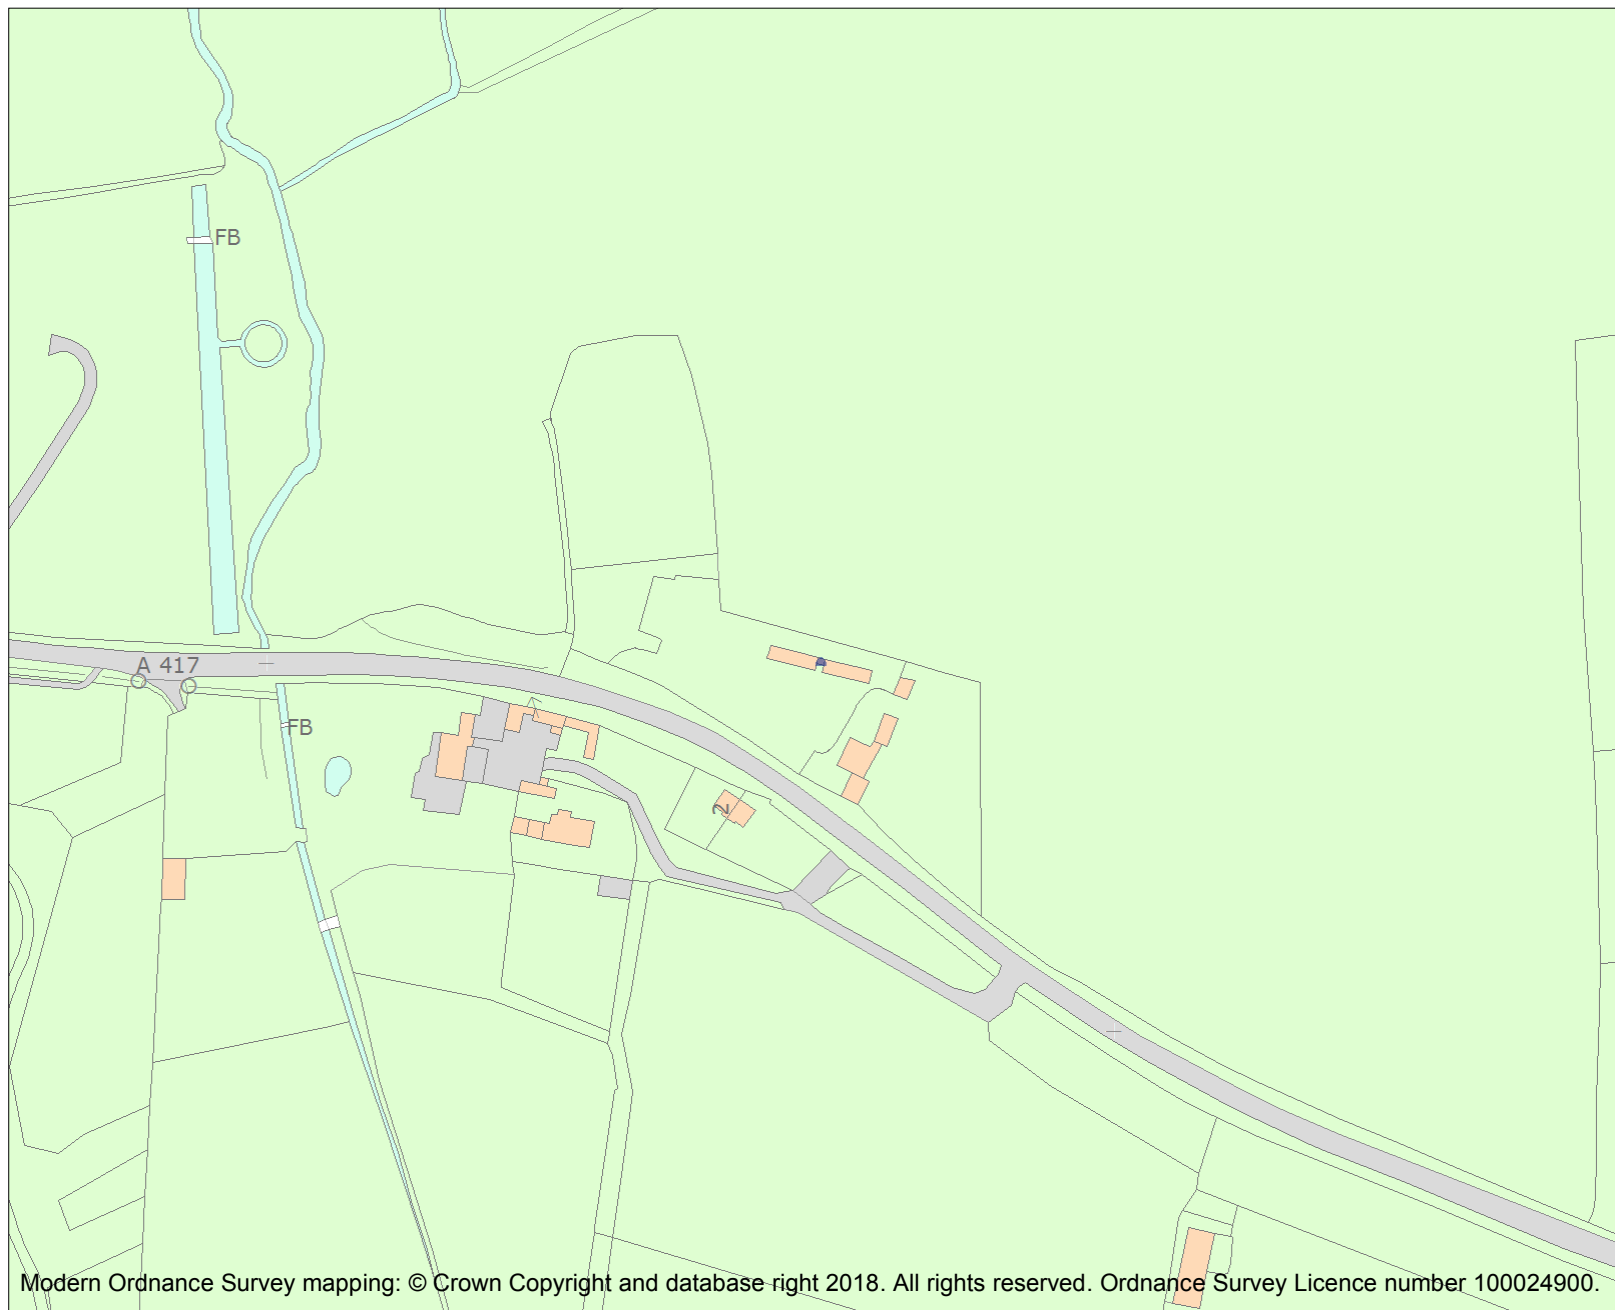 FB
A 417
FB
2
Modern Ordnance Survey mapping: © Crown Copyright and database right 2018. All rights reserved. Ordnance Survey Licence number 100024900.